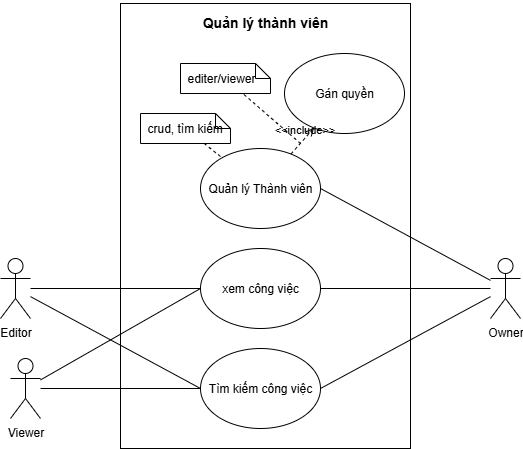 Quản lý thành viên
editer/viewer
Gán quyền
crud, tìm kiếm
<<include>>
Quản lý Thành viên
xem công việc
Editor
Owner
Tìm kiếm công việc
Viewer